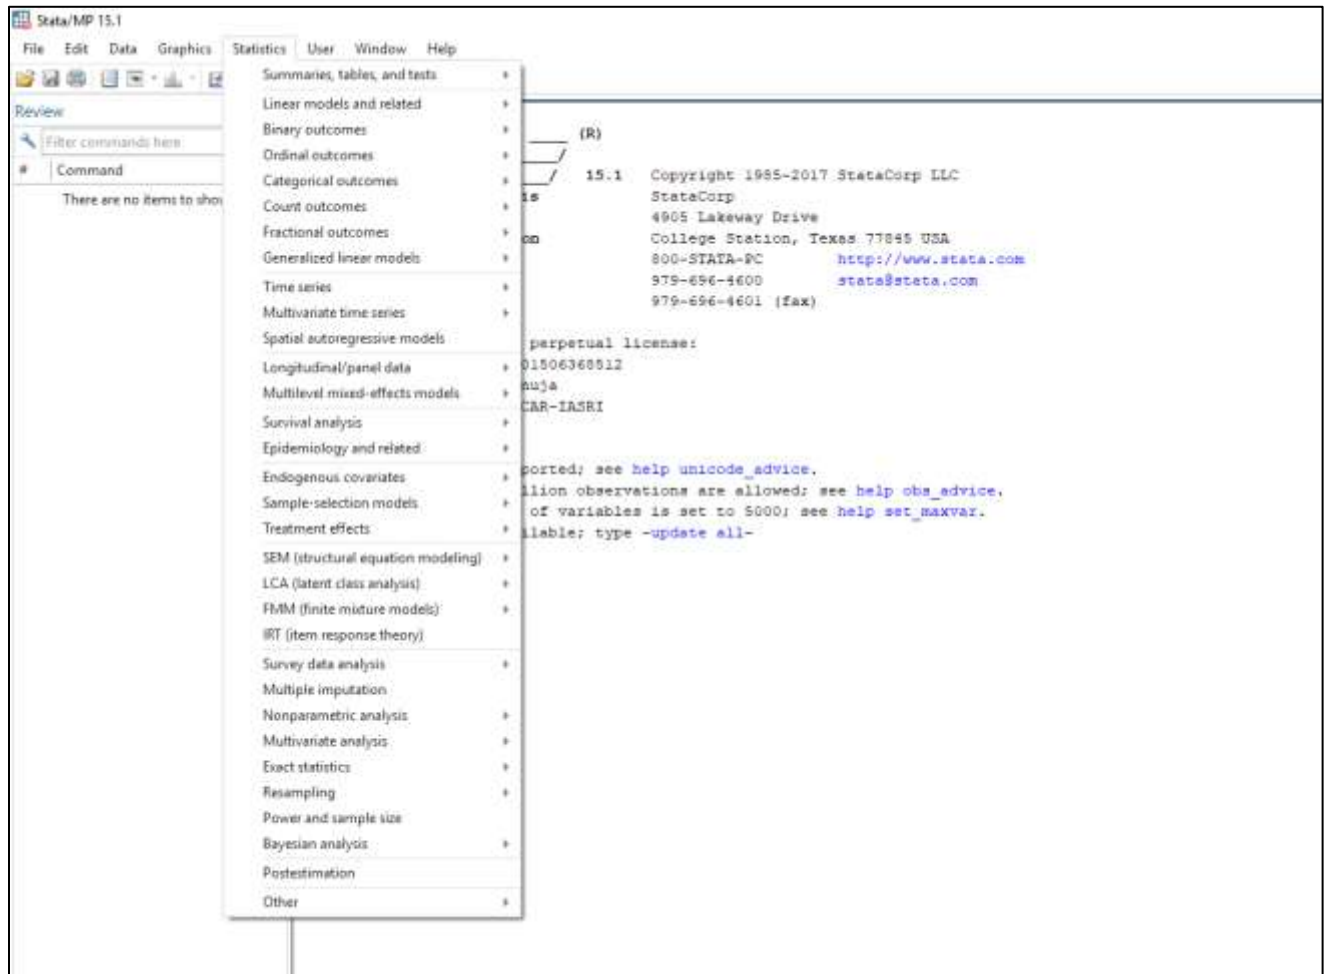 Stata/MP 15.1
File Edit Data Graphics Statistics User Window Help
Review
Filter commands here
# Command
There are no items to shou
Summaries, tables, and tests
Linear models and related
Binary outcomes
Ordinal outcomes
Categorical outcomes
Count outcomes
Fractional outcomes
Generalized linear models
Time series
Multivariate time series
Spatial autoregressive models
Longitudinal/panel data
Multilevel mixed-effects models
Survival analysis
Epidemiology and related
Endogenous covariates
Sample-selection models
Treatment effects
SEM (structural equation modeling)
LCA (latent class analysis)
FMM (finite mixture models)
IRT (item response theory)
Survey data analysis
Multiple imputation
Nonparametric analysis
Multivariate analysis
Exact statistics
Resampling
Power and sample size
Bayesian analysis
Postestimation
Other
(R)
15.1 Copyright 1985-2017 StataCorp LLC
is StataCorp
4905 Lakeway Drive
on College Station, Texas 77845 USA
800-STATA-PC http://www.stata.com
979-696-4600 stata@stata.com
979-696-4601 (fax)
perpetual license:
01506368512
nuja
CAR-IASRI
ported; see help unicode_advice.
llion observations are allowed; see help obs_advice.
of variables is set to 5000; see help set_maxvar.
ilable; type -update all-